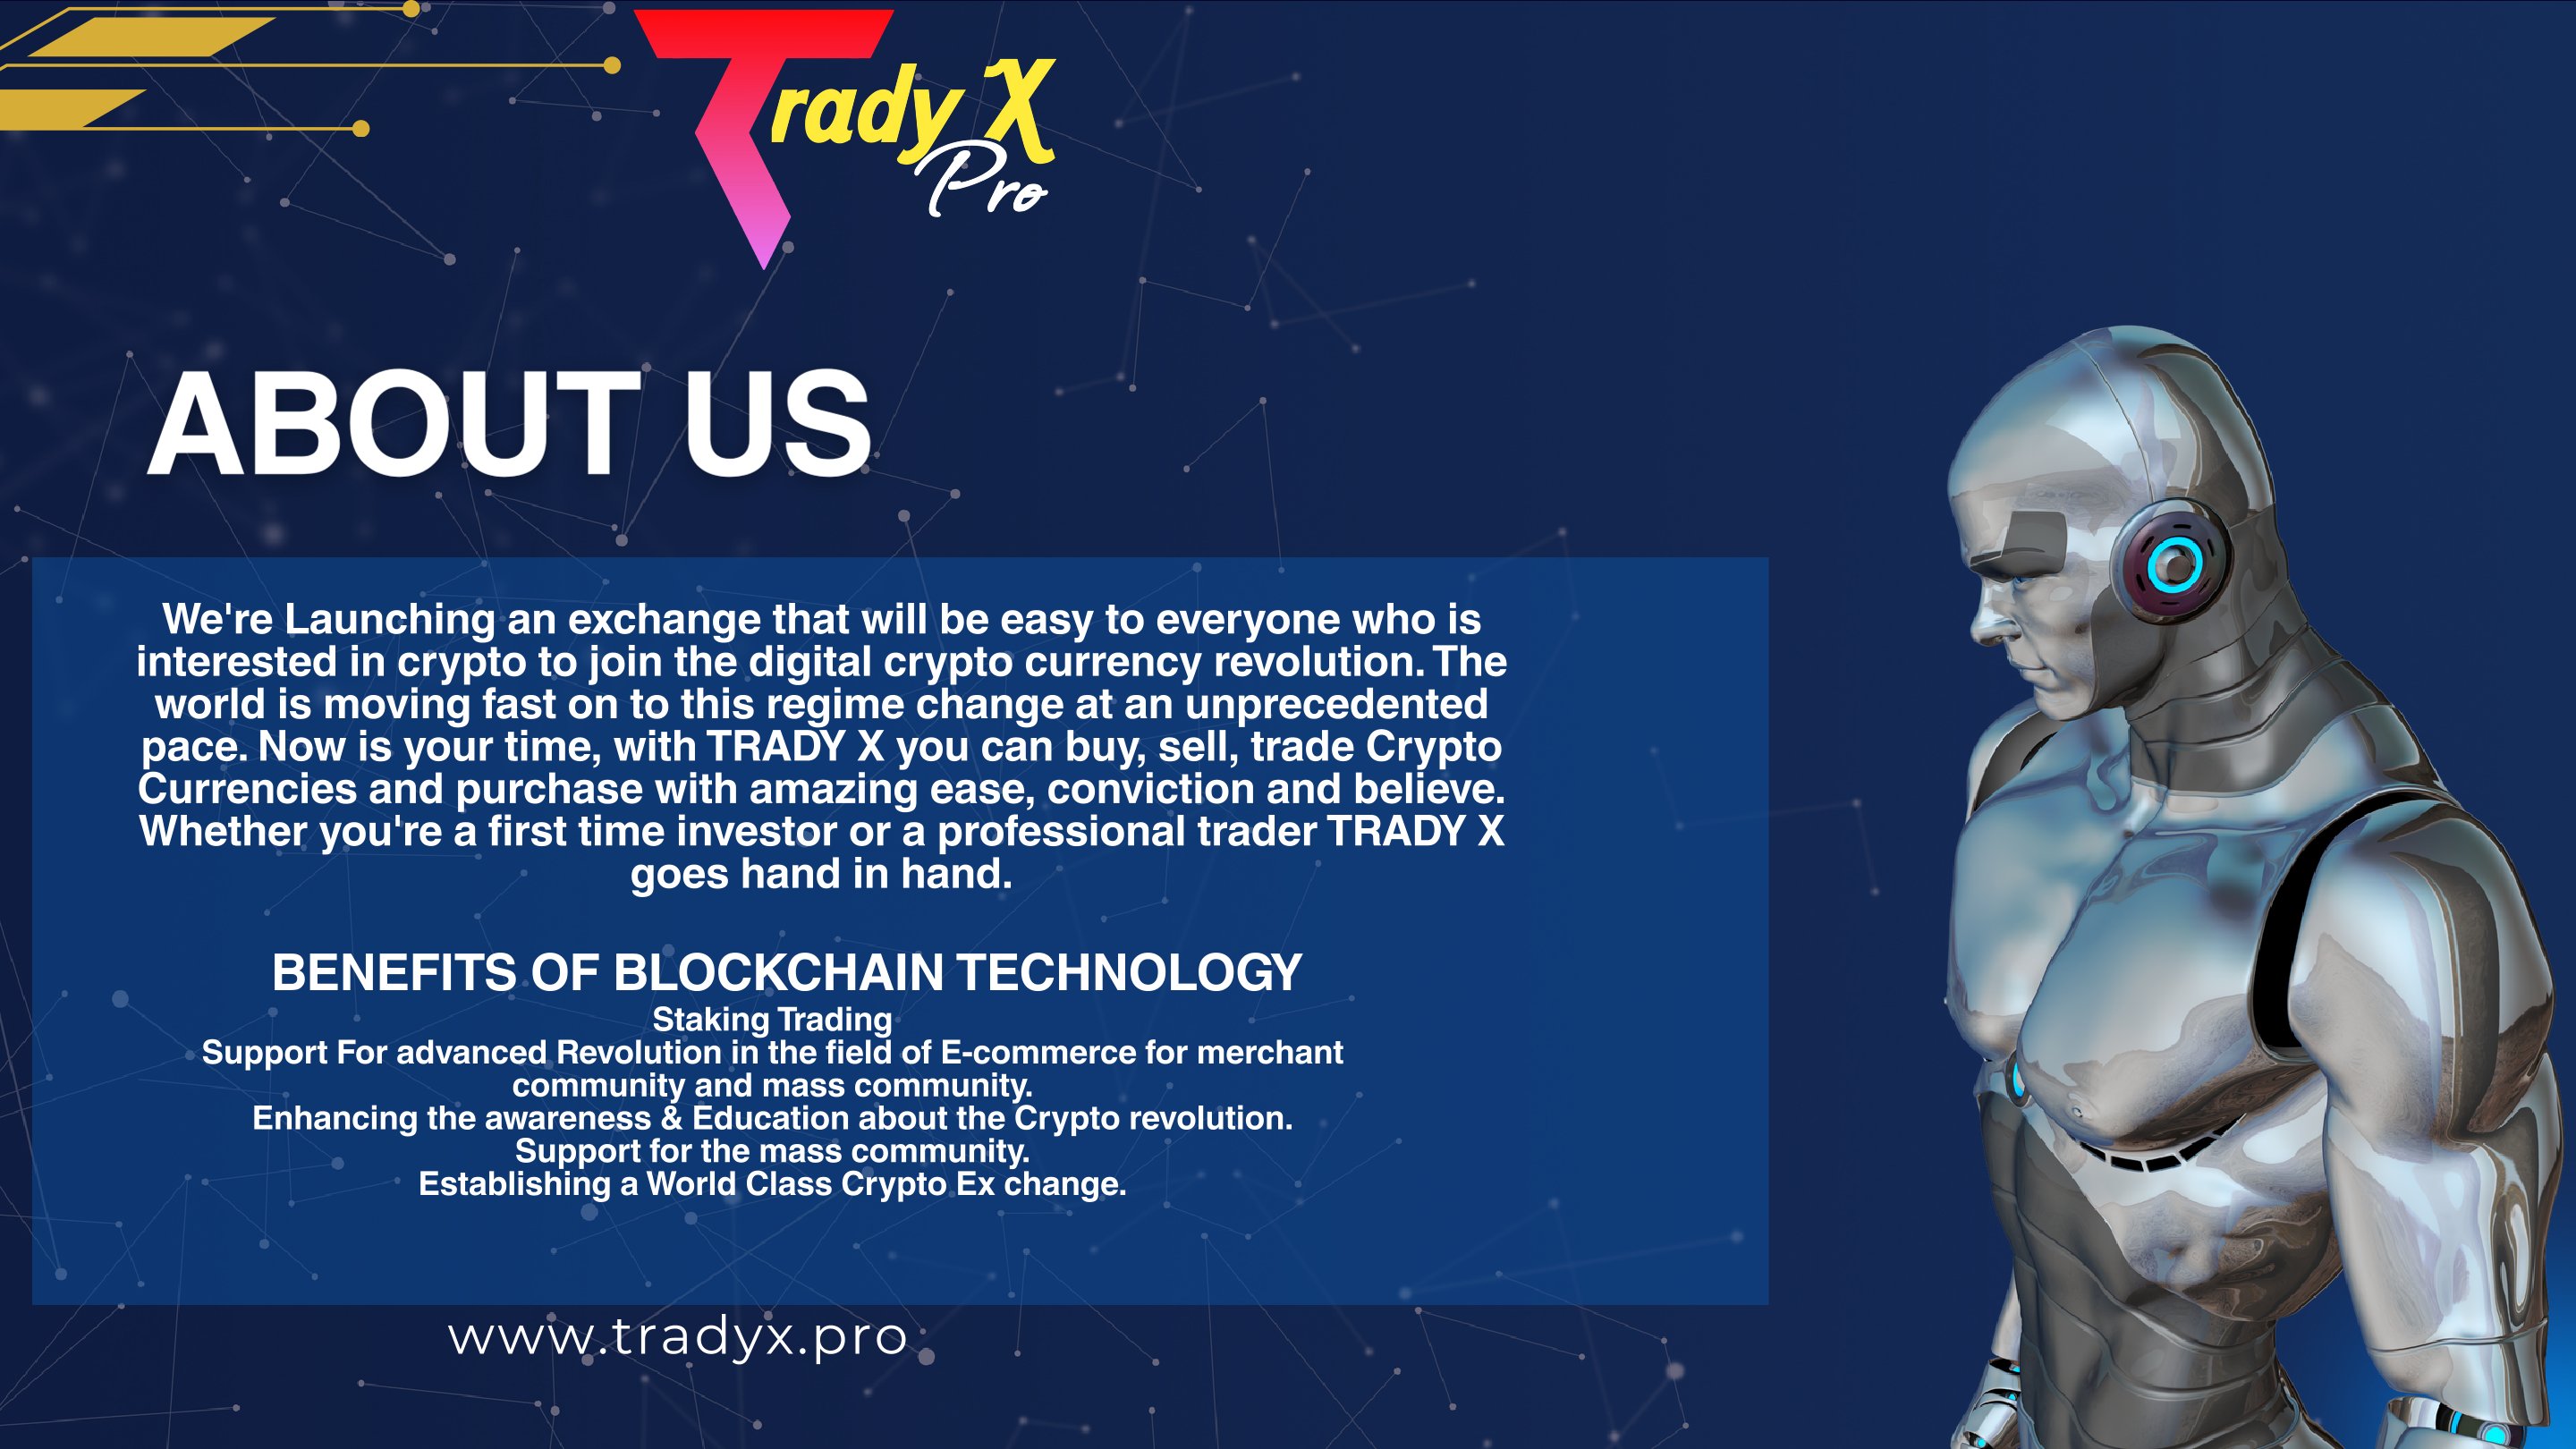 Trady X
Pro
ABOUT US
We're Launching an exchange that will be easy to everyone who is
interested in crypto to join the digital crypto currency revolution. The
world is moving fast on to this regime change at an unprecedented
pace. Now is your time, with TRADY X you can buy, sell, trade Crypto
Currencies and purchase with amazing ease, conviction and believe.
Whether you're a first time investor or a professional trader TRADY X
goes hand in hand.
BENEFITS OF BLOCKCHAIN TECHNOLOGY
Staking Trading
Support For advanced Revolution in the field of E-commerce for merchant
community and mass community.
Enhancing the awareness & Education about the Crypto revolution.
Support for the mass community.
Establishing a World Class Crypto Ex change.
www.tradyx.pro